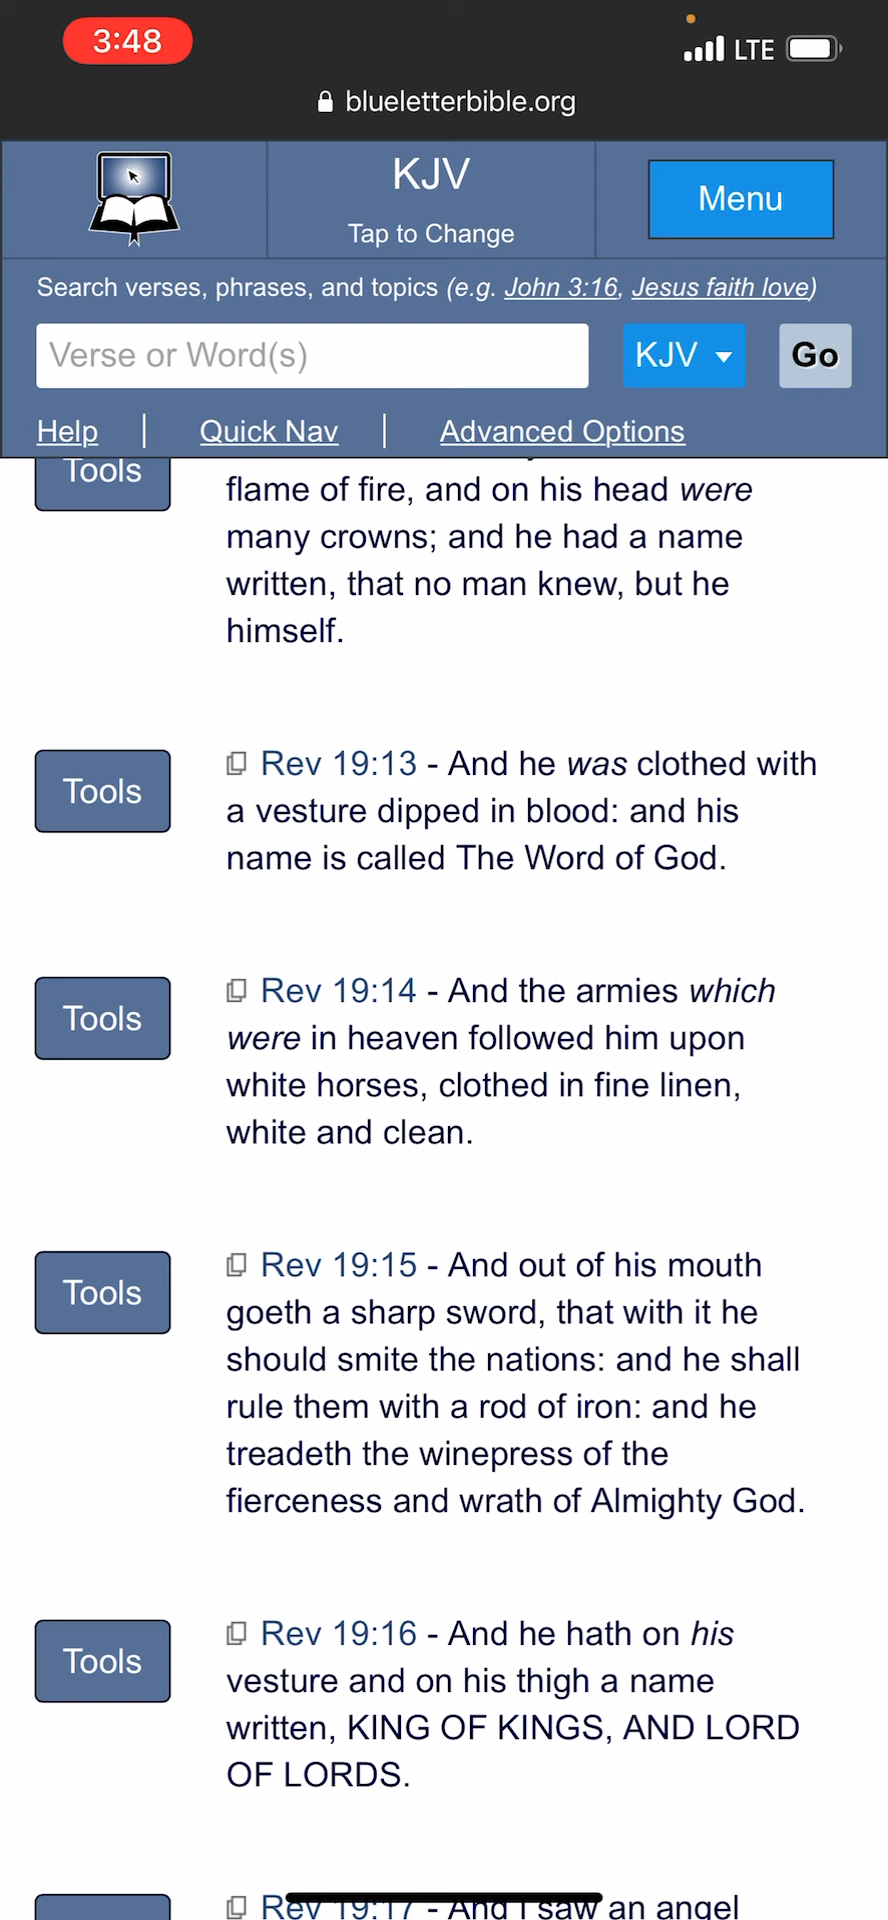 3:48
LTE
blueletterbible.org
KJV
Tap to Change
Menu
Search verses, phrases, and topics (e.g. John 3:16, Jesus faith love)
Verse or Word(s)
KJV
Go
Help | Quick Nav | Advanced Options
Tools
flame of fire, and on his head were
many crowns; and he had a name
written, that no man knew, but he
himself.
Tools
Rev 19:13 - And he was clothed with
a vesture dipped in blood: and his
name is called The Word of God.
Tools
Rev 19:14 - And the armies which
were in heaven followed him upon
white horses, clothed in fine linen,
white and clean.
Tools
Rev 19:15 - And out of his mouth
goeth a sharp sword, that with it he
should smite the nations: and he shall
rule them with a rod of iron: and he
treadeth the winepress of the
fierceness and wrath of Almighty God.
Tools
Rev 19:16 - And he hath on his
vesture and on his thigh a name
written, KING OF KINGS, AND LORD
OF LORDS.
Rev 19:17 - And I saw an angel